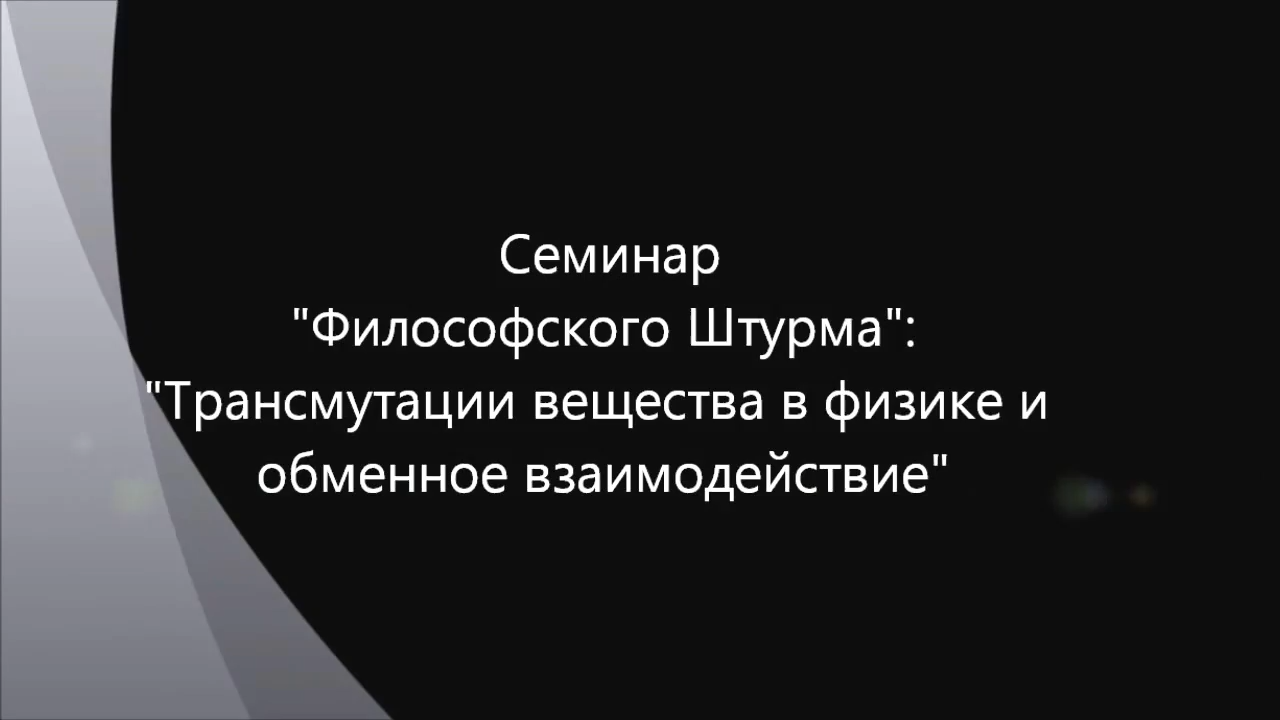 Семинар
"Философского Штурма":
"Трансмутации вещества в физике и
обменное взаимодействие"